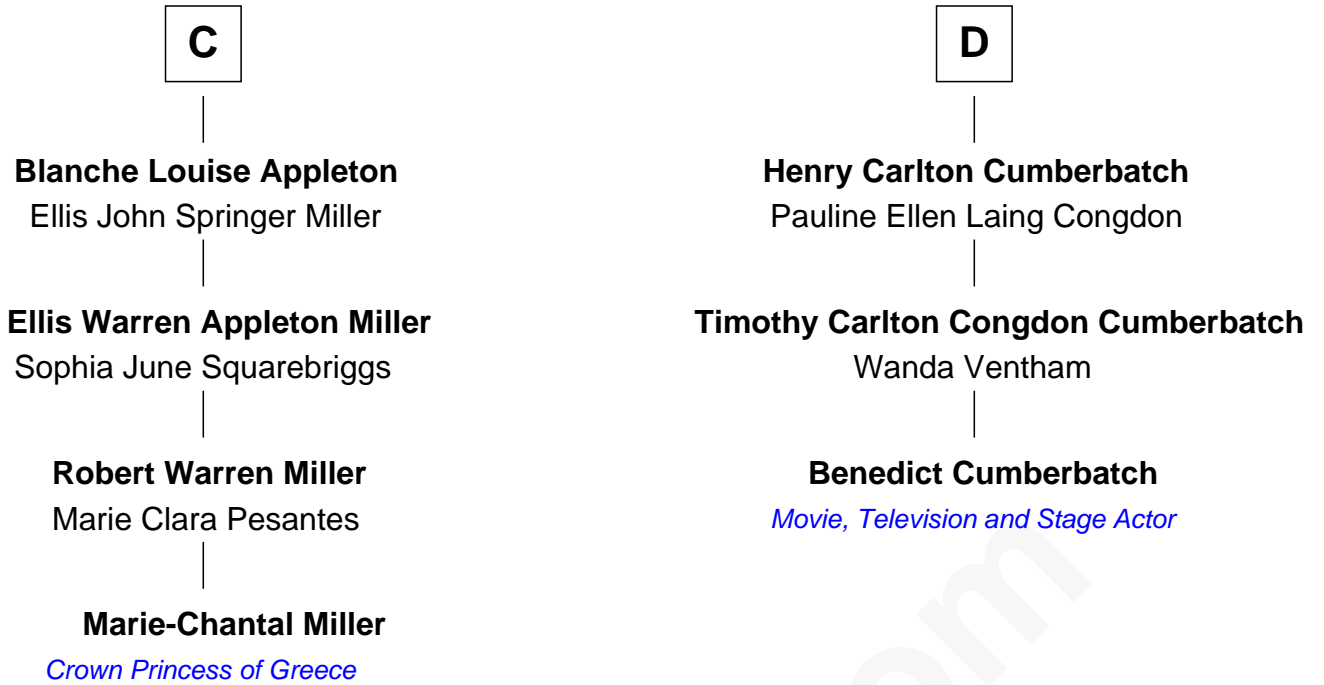 C
Blanche Louise Appleton
Ellis John Springer Miller
Ellis Warren Appleton Miller
Sophia June Squarebriggs
Robert Warren Miller
Marie Clara Pesantes
Marie-Chantal Miller
Crown Princess of Greece
D
Henry Carlton Cumberbatch
Pauline Ellen Laing Congdon
Timothy Carlton Congdon Cumberbatch
Wanda Ventham
Benedict Cumberbatch
Movie, Television and Stage Actor
om